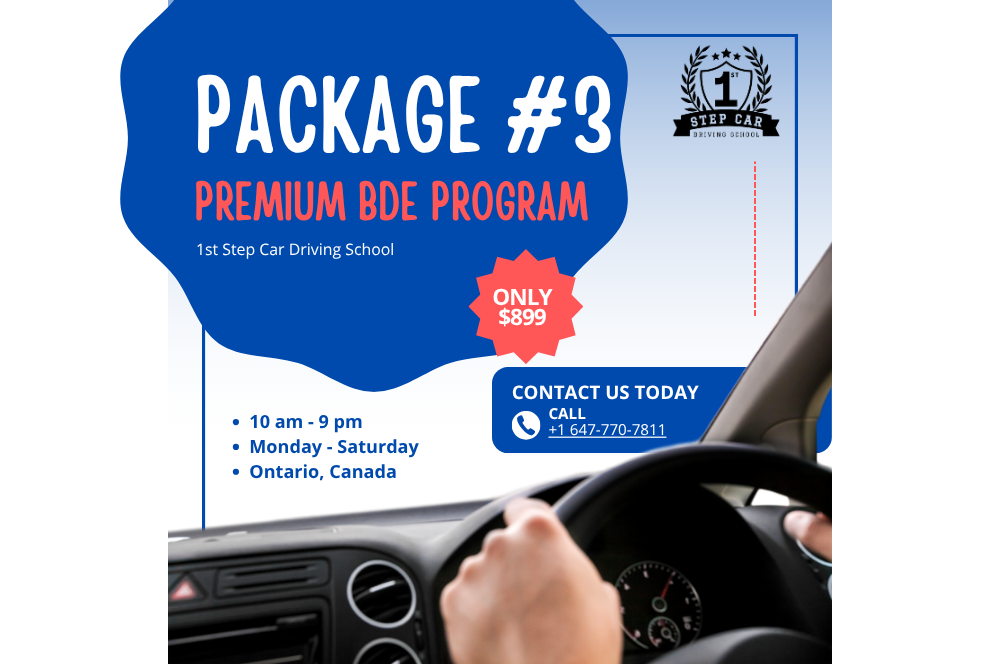 PACKAGE #3
PREMIUM BDE PROGRAM
1st Step Car Driving School
1ST
STEP CAR
DRIVING SCHOOL
ONLY
$899
CONTACT US TODAY
CALL
+1 647-770-7811
10 am - 9 pm
Monday - Saturday
Ontario, Canada